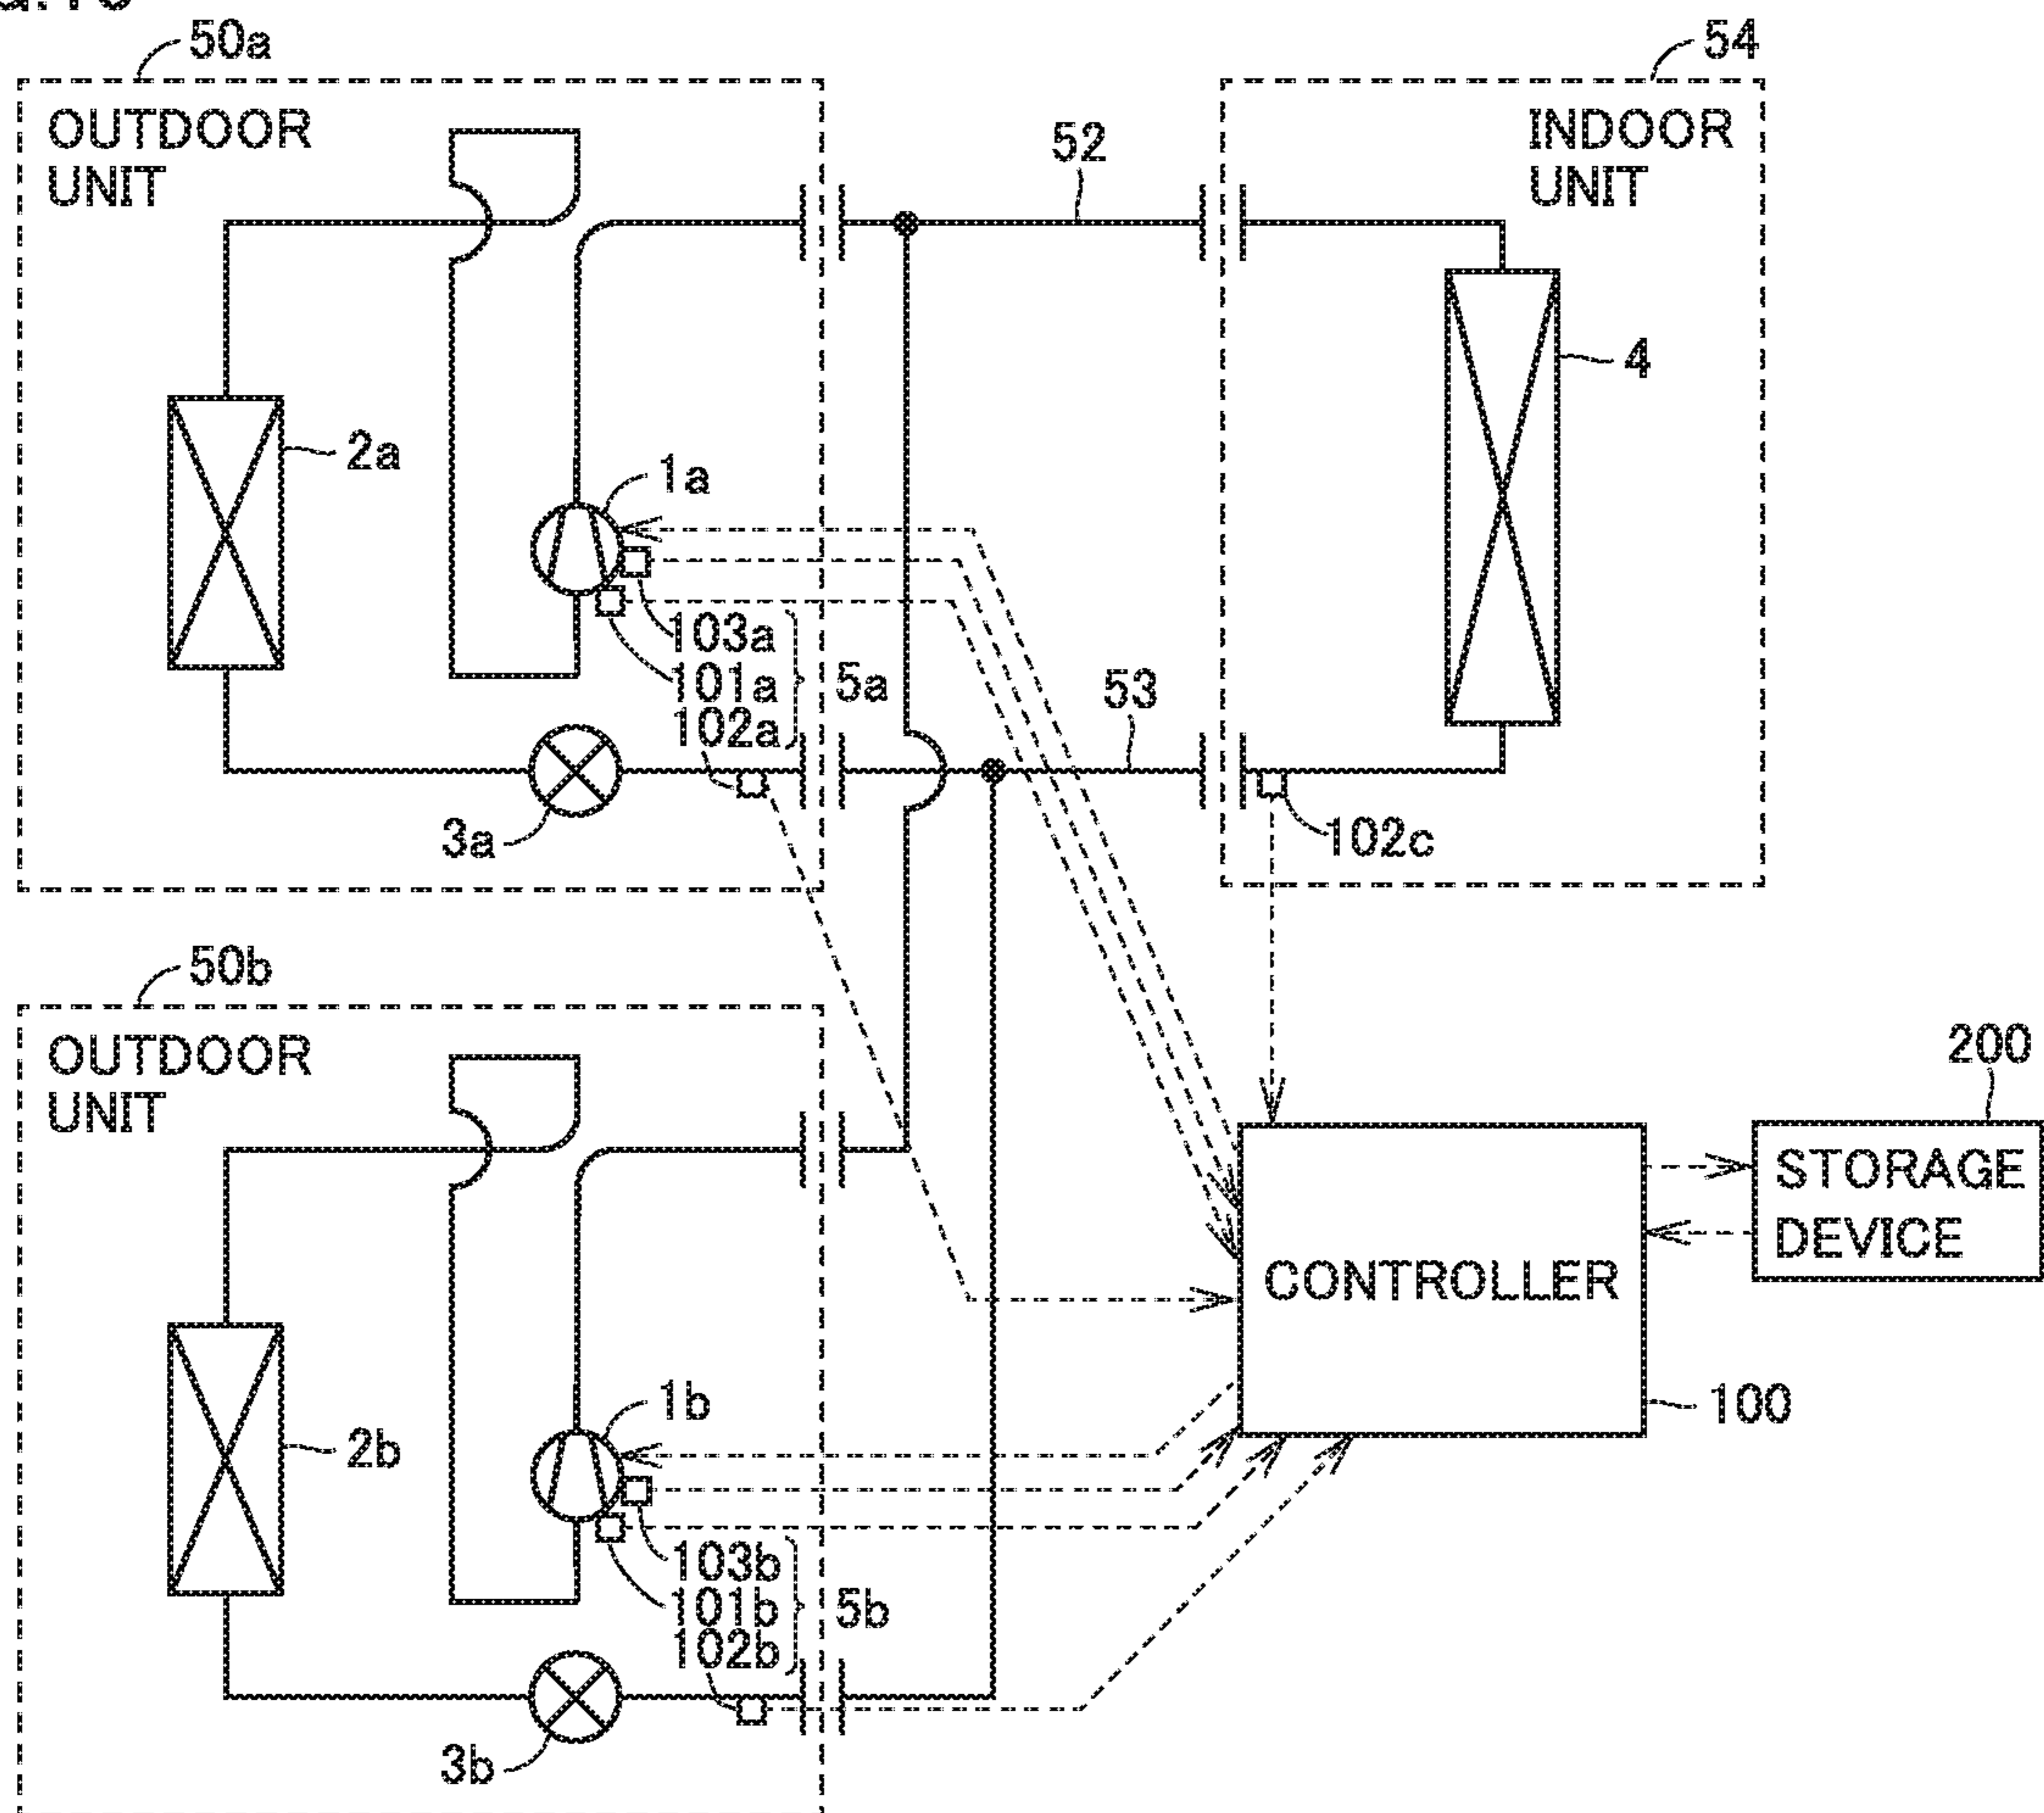 50a
54
OUTDOOR
UNIT
INDOOR
UNIT
52
4
2a
1a
103a
101a
102a
5a
53
3a
102c
50b
OUTDOOR
UNIT
200
STORAGE
DEVICE
CONTROLLER
100
1b
2b
103b
101b
102b
5b
3b